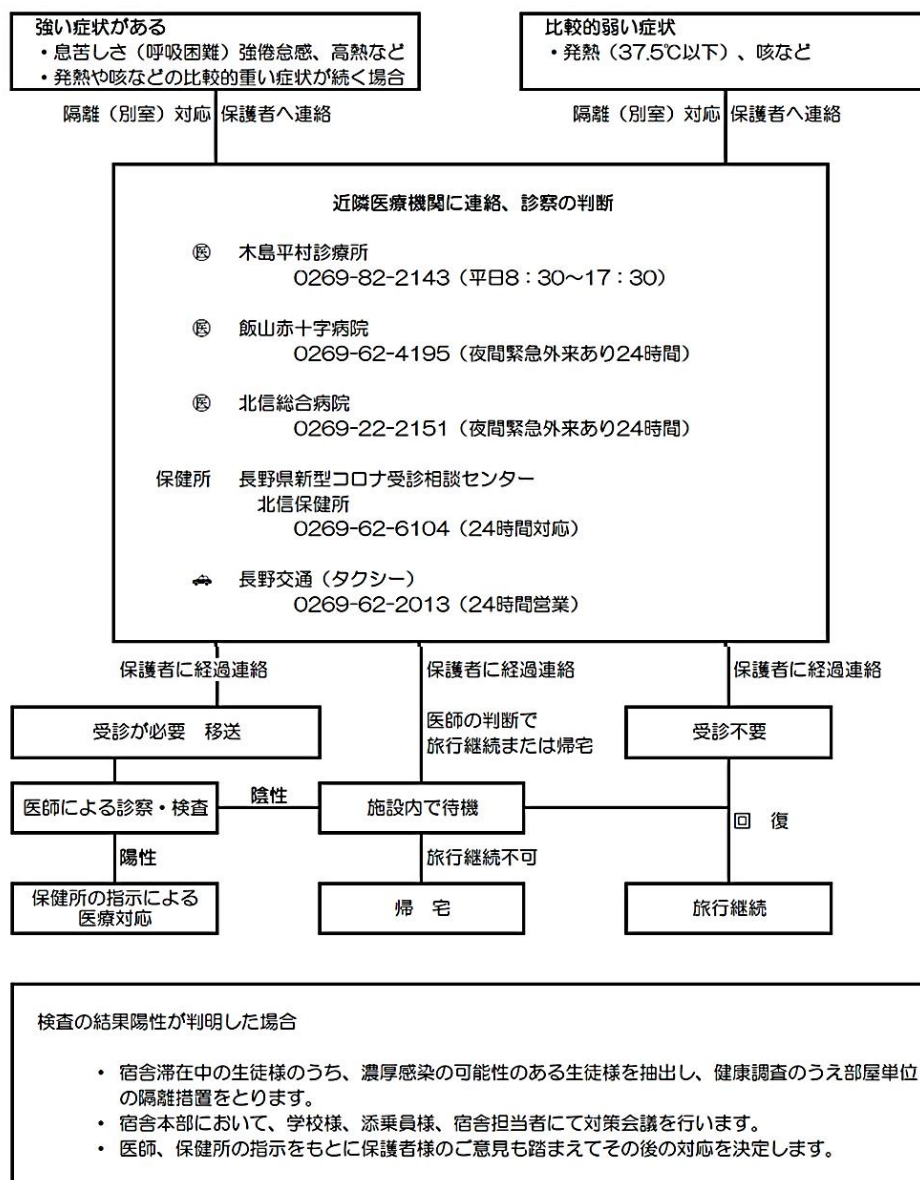 強い症状がある
・息苦しさ（呼吸困難）強倦怠感、高熱など
・発熱や咳などの比較的重い症状が続く場合
比較的弱い症状
・発熱（37.5℃以下）、咳など
隔離（別室）対応 保護者へ連絡
隔離（別室）対応 保護者へ連絡
近隣医療機関に連絡、診察の判断
㊩ 木島平村診療所
0269-82-2143（平日8：30～17：30）
㊩ 飯山赤十字病院
0269-62-4195（夜間緊急外来あり24時間）
㊩ 北信総合病院
0269-22-2151（夜間緊急外来あり24時間）
保健所 長野県新型コロナ受診相談センター
北信保健所
0269-62-6104（24時間対応）
長野交通（タクシー）
0269-62-2013（24時間営業）
保護者に経過連絡
保護者に経過連絡
保護者に経過連絡
受診が必要 移送
医師の判断で
旅行継続または帰宅
受診不要
医師による診察・検査
陰性
施設内で待機
回 復
陽性
旅行継続不可
保健所の指示による
医療対応
帰 宅
旅行継続
検査の結果陽性が判明した場合
・ 宿舎滞在中の生徒様のうち、濃厚感染の可能性のある生徒様を抽出し、健康調査のうえ部屋単位
の隔離措置をとります。
・ 宿舎本部において、学校様、添乗員様、宿舎担当者にて対策会議を行います。
・ 医師、保健所の指示をもとに保護者様のご意見も踏まえてその後の対応を決定します。